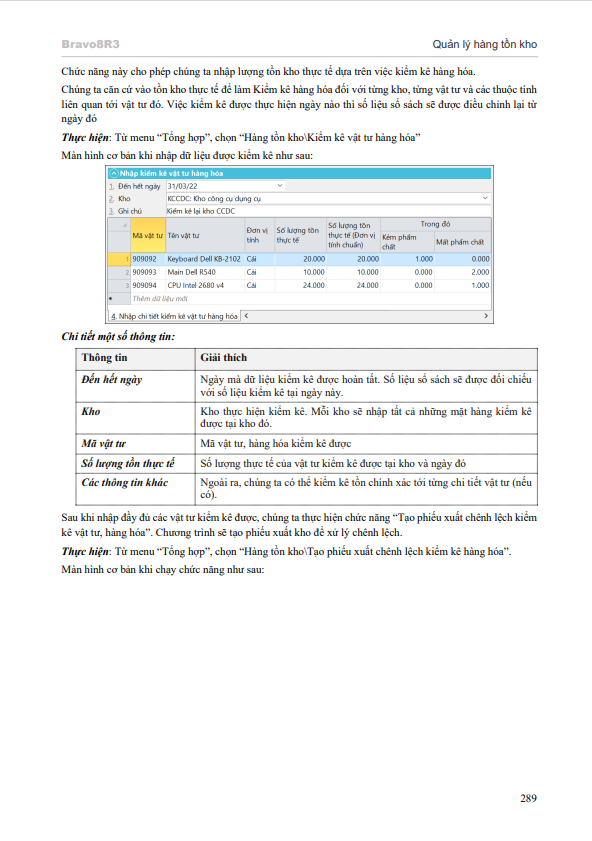 Bravo8R3 Quản lý hàng tồn kho
Chức năng này cho phép chúng ta nhập lượng tồn kho thực tế dựa trên việc kiểm kê hàng hóa.
Chúng ta căn cứ vào tồn kho thực tế để làm Kiểm kê hàng hóa đối với từng kho, từng vật tư và các thuộc tính
liên quan tới vật tư đó. Việc kiểm kê được thực hiện ngày nào thì số liệu sổ sách sẽ được điều chỉnh lại từ
ngày đó
Thực hiện: Từ menu “Tổng hợp”, chọn “Hàng tồn kho\Kiểm kê vật tư hàng hóa”
Màn hình cơ bản khi nhập dữ liệu được kiểm kê như sau:
Nhập kiểm kê vật tư hàng hóa
1. Đến hết ngày 31/03/22
2. Kho KCCDC: Kho công cụ dụng cụ
3. Ghi chú Kiểm kê lại kho CCDC
Mã vật tư Tên vật tư Đơn vị tính Số lượng tồn thực tế Số lượng tồn thực tế (Đơn vị tính chuẩn) Trong đó
Kém phẩm chất Mất phẩm chất
1 909092 Keyboard Dell KB-2102 Cái 20.000 20.000 1.000 0.000
2 909093 Main Dell R540 Cái 10.000 10.000 0.000 2.000
3 909094 CPU Intel 2680 v4 Cái 24.000 24.000 0.000 1.000
Thêm dữ liệu mới
4. Nhập chi tiết kiểm kê vật tư hàng hóa
Chi tiết một số thông tin:
Thông tin Giải thích
Đến hết ngày Ngày mà dữ liệu kiểm kê được hoàn tất. Số liệu sổ sách sẽ được đối chiếu
với số liệu kiểm kê tại ngày này.
Kho Kho thực hiện kiểm kê. Mỗi kho sẽ nhập tất cả những mặt hàng kiểm kê
được tại kho đó.
Mã vật tư Mã vật tư, hàng hóa kiểm kê được
Số lượng tồn thực tế Số lượng thực tế của vật tư kiểm kê được tại kho và ngày đó
Các thông tin khác Ngoài ra, chúng ta có thể kiểm kê tồn chính xác tới từng chi tiết vật tư (nếu
có).
Sau khi nhập đầy đủ các vật tư kiểm kê được, chúng ta thực hiện chức năng “Tạo phiếu xuất chênh lệch kiểm
kê vật tư, hàng hóa”. Chương trình sẽ tạo phiếu xuất kho để xử lý chênh lệch.
Thực hiện: Từ menu “Tổng hợp”, chọn “Hàng tồn kho\Tạo phiếu xuất chênh lệch kiểm kê hàng hóa”.
Màn hình cơ bản khi chạy chức năng như sau:
289